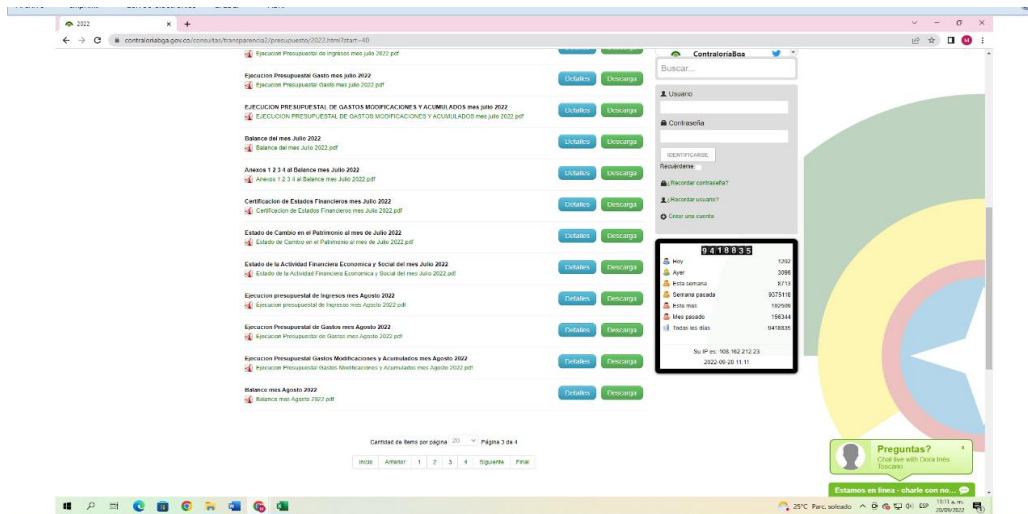 2022
contraloriabga.gov.co/consultas/transparencia2/presupuesto/2022.html?start=40
Ejecucion Presupuestal de Ingresos mes julio 2022.pdf
Ejecucion Presupuestal Gasto mes julio 2022
Ejecucion Presupuestal Gasto mes julio 2022.pdf
Detalles Descarga
EJECUCION PRESUPUESTAL DE GASTOS MODIFICACIONES Y ACUMULADOS mes julio 2022
EJECUCION PRESUPUESTAL DE GASTOS MODIFICACIONES Y ACUMULADOS mes julio 2022.pdf
Detalles Descarga
Balance del mes Julio 2022
Balance del mes Julio 2022.pdf
Detalles Descarga
Anexos 1 2 3 4 al Balance mes Julio 2022
Anexos 1 2 3 4 al Balance mes Julio 2022.pdf
Detalles Descarga
Certificacion de Estados Financieros mes Julio 2022
Certificacion de Estados Financieros mes Julio 2022.pdf
Detalles Descarga
Estado de Cambio en el Patrimonio al mes de Julio 2022
Estado de Cambio en el Patrimonio al mes de Julio 2022.pdf
Detalles Descarga
Estado de la Actividad Financiera Economica y Social del mes Julio 2022
Estado de la Actividad Financiera Economica y Social del mes Julio 2022.pdf
Detalles Descarga
Ejecucion presupuestal de Ingresos mes Agosto 2022
Ejecucion presupuestal de Ingresos mes Agosto 2022.pdf
Detalles Descarga
Ejecucion Presupuestal de Gastos mes Agosto 2022
Ejecucion Presupuestal de Gastos mes Agosto 2022.pdf
Detalles Descarga
Ejecucion Presupuestal Gastos Modificaciones y Acumulados mes Agosto 2022
Ejecucion Presupuestal Gastos Modificaciones y Acumulados mes Agosto 2022.pdf
Detalles Descarga
Balance mes Agosto 2022
Balance mes Agosto 2022.pdf
Detalles Descarga
Cantidad de ítems por página 20 Página 3 de 4
Inicio Anterior 1 2 3 4 Siguiente Final
ContraloriaBga
Buscar...
Usuario
Contraseña
IDENTIFICARSE
Recuérdeme
¿Recordar contraseña?
¿Recordar usuario?
Crear una cuenta
9418835
Hoy 1202
Ayer 3096
Esta semana 8713
Semana pasada 9375116
Este mes
Mes pasado 156344
Todos los días 9418835
Su IP es: 108.162.212.23
2022-09-20 11:11
Preguntas?
Chat live with Dora Inés
Toscano
Estamos en línea - charle con no...
25°C Parc. soleado
ESP
11:11 a. m.
20/09/2022